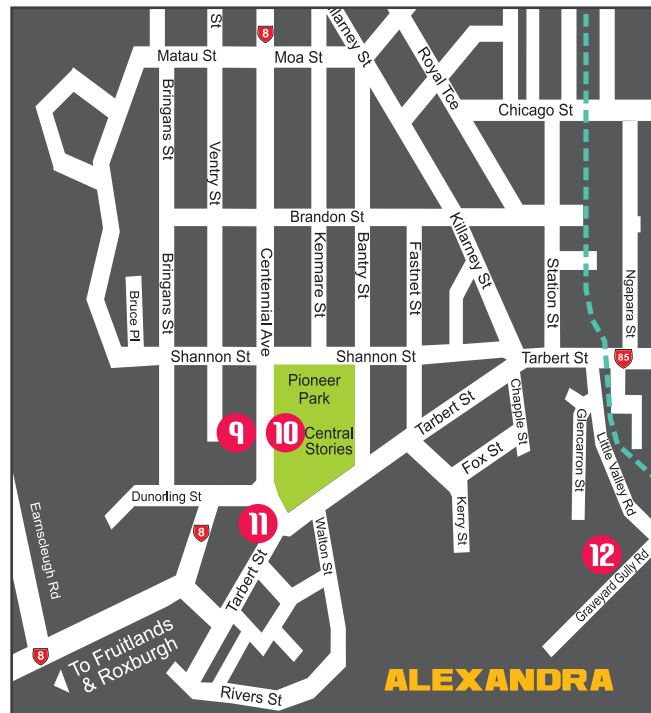 St
8
Killarney St
Royal Tce
Matau St
Moa St
Chicago St
Bringans St
Ventry St
Brandon St
Killarney St
Bringans St
Centennial Ave
Kenmare St
Bantry St
Fastnet St
Station St
Ngapara St
Bruce Pl
Shannon St
Shannon St
Tarbert St
85
Pioneer
Park
Tarbert St
Chapple St
9
10
Central
Stories
Glencarron St
Little Valley Rd
Fox St
Kerry St
Dunorling St
11
8
Walton St
Earnscleugh Rd
12
Tarbert St
Graveyard Gully Rd
8
To Fruitlands
& Roxburgh
Rivers St
ALEXANDRA